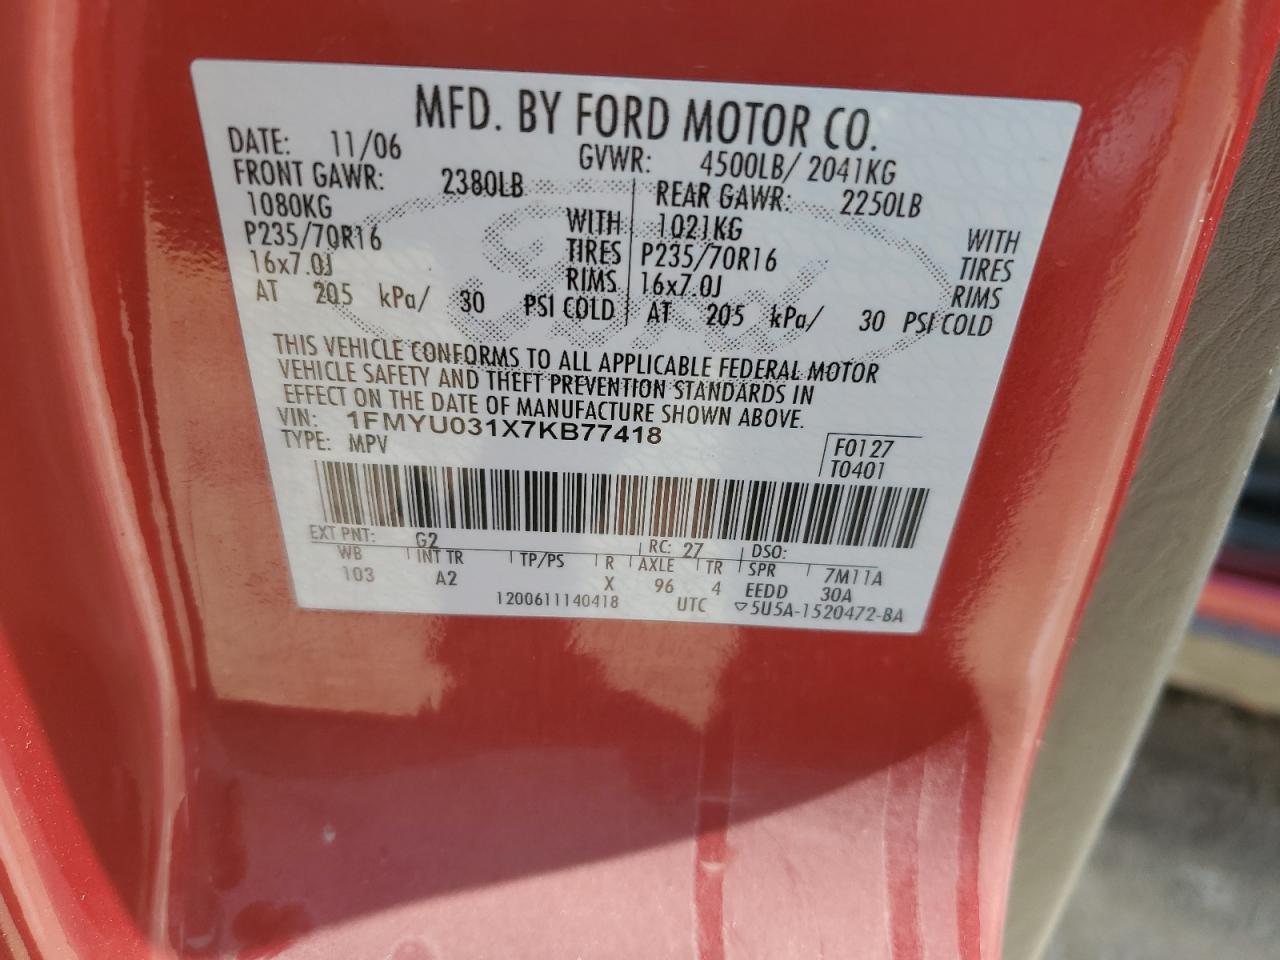 MFD. BY FORD MOTOR CO.
DATE: 11/06 GVWR: 4500LB/ 2041KG
FRONT GAWR: 2380LB REAR GAWR: 2250LB
1080KG WITH 1021KG WITH
P235/70R16 TIRES P235/70R16 TIRES
16x7.0J RIMS 16x7.0J RIMS
AT 205 kPa/ 30 PSI COLD AT 205 kPa/ 30 PSI COLD
THIS VEHICLE CONFORMS TO ALL APPLICABLE FEDERAL MOTOR
VEHICLE SAFETY AND THEFT PREVENTION STANDARDS IN
EFFECT ON THE DATE OF MANUFACTURE SHOWN ABOVE.
VIN: 1FMYU031X7KB77418
TYPE: MPV
F0127
T0401
EXT PNT: G2 RC: 27 DSO:
WB INT TR TP/PS R AXLE TR SPR 7M11A
103 A2 X 96 4 EEDD 30A
1200611140418 UTC ▽5U5A-1520472-BA